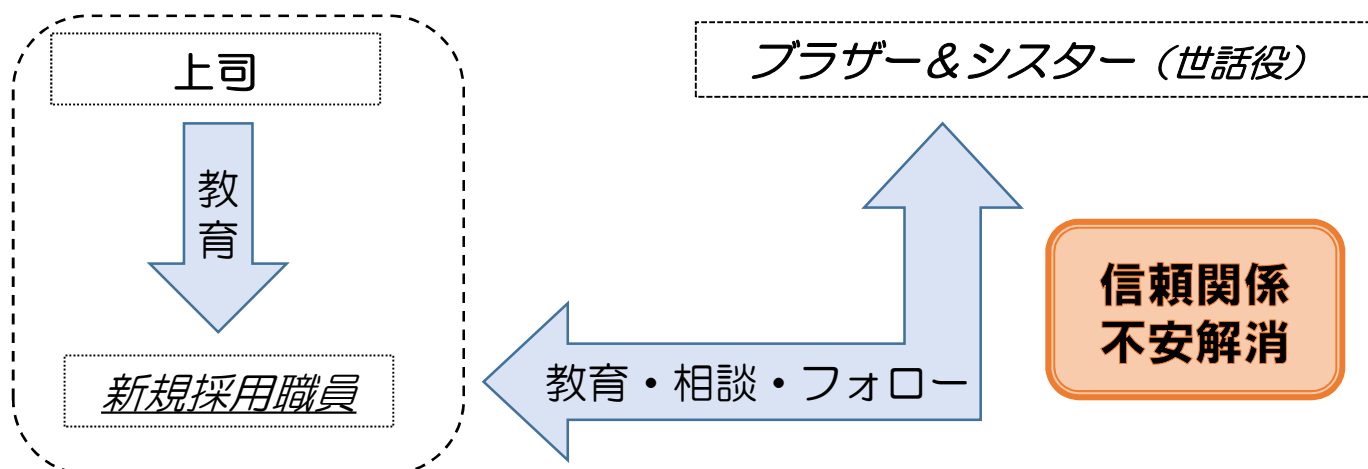 上司
ブラザー＆シスター（世話役）
教育
信頼関係
不安解消
新規採用職員
教育・相談・フォロー